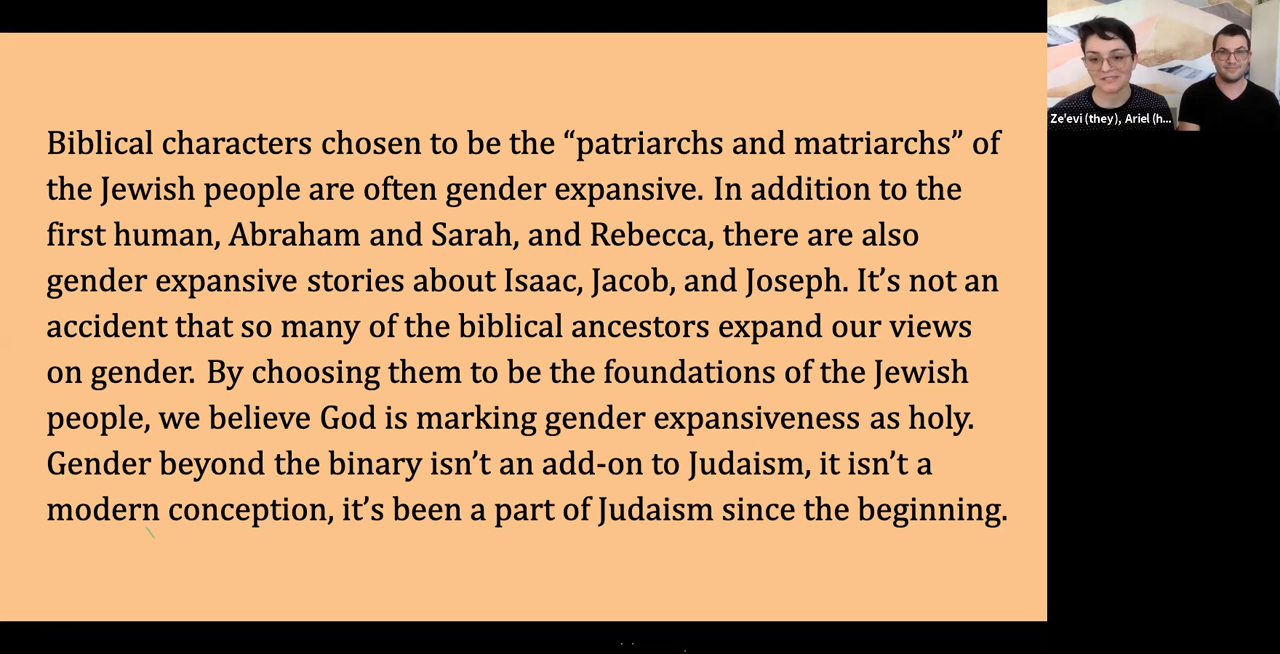 Biblical characters chosen to be the “patriarchs and matriarchs” of
the Jewish people are often gender expansive. In addition to the
first human, Abraham and Sarah, and Rebecca, there are also
gender expansive stories about Isaac, Jacob, and Joseph. It’s not an
accident that so many of the biblical ancestors expand our views
on gender. By choosing them to be the foundations of the Jewish
people, we believe God is marking gender expansiveness as holy.
Gender beyond the binary isn’t an add-on to Judaism, it isn’t a
modern conception, it’s been a part of Judaism since the beginning.
Ze'evi (they), Ariel (h...